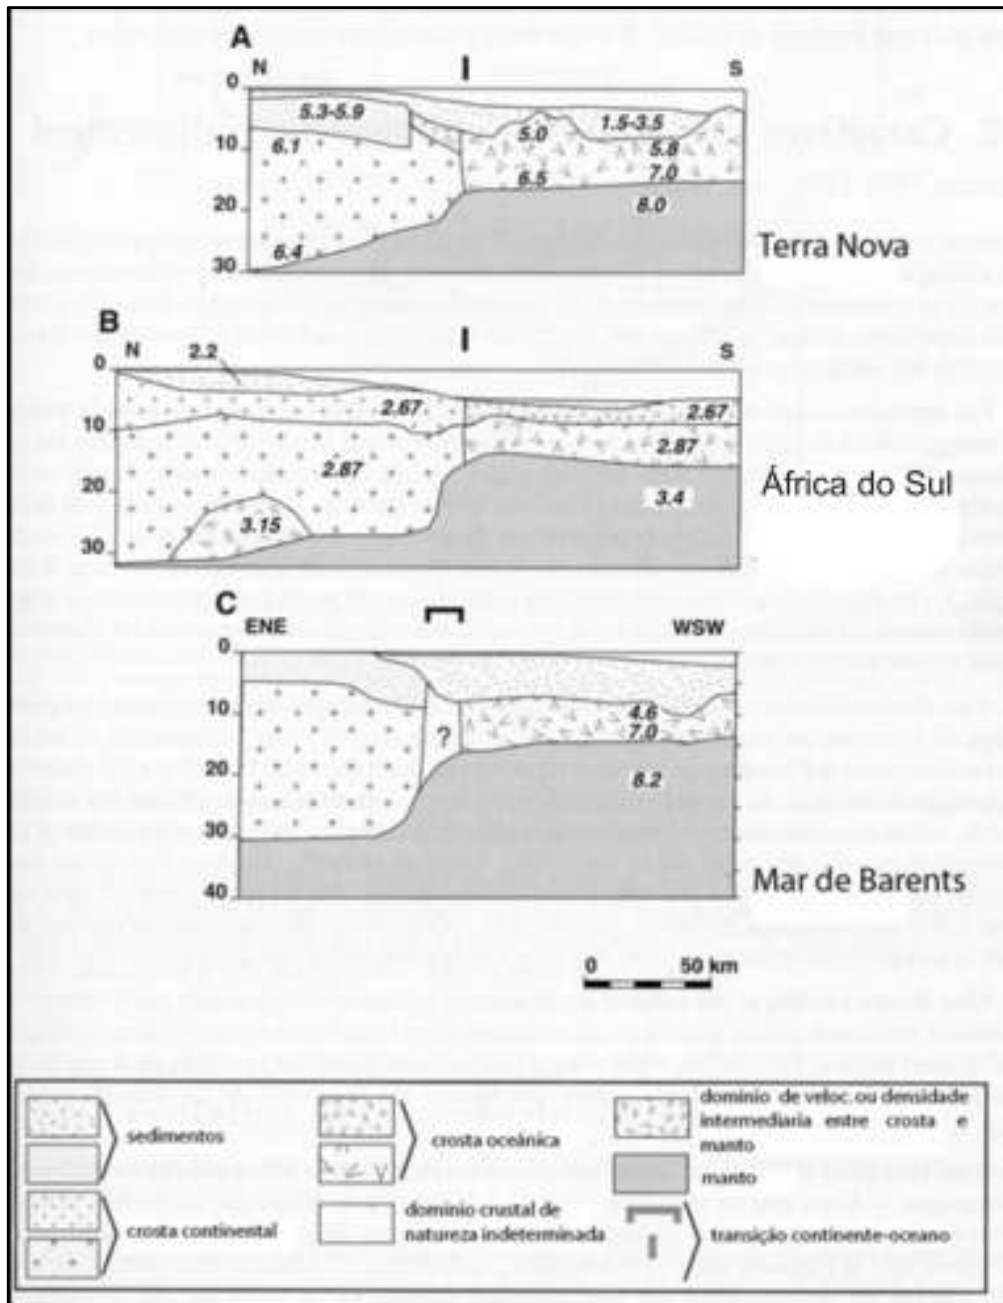 A
N
S
0
10
20
30
5.3-5.9
6.1
6.4
5.0
6.5
1.5-3.5
5.8
7.0
8.0
Terra Nova
B
N
S
0
10
20
30
2.2
2.67
2.87
3.15
2.67
2.87
3.4
África do Sul
C
ENE
WSW
0
10
20
30
40
?
4.6
7.0
8.2
Mar de Barents
0 50 km
sedimentos
crosta continental
crosta oceánica
domínio crustal de
natureza indeterminada
domínio de veloc. ou densidade
intermediaria entre crosta e
manto
manto
transição continente-oceano